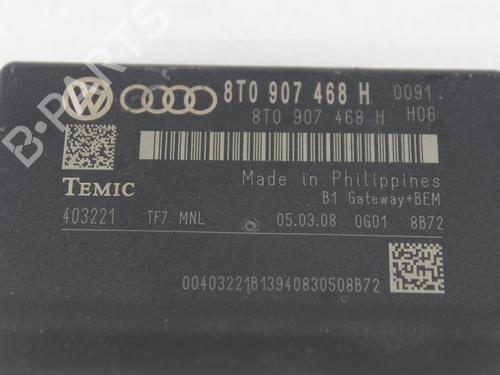 8T0 907 468 H 0091
8T0 907 468 H H06
TEMIC
Made in Philippines
B1 Gateway+BEM
403221 TF7 MNL 05.03.08 0G01 8B72
00403221B13940830508B72
B-PARTS